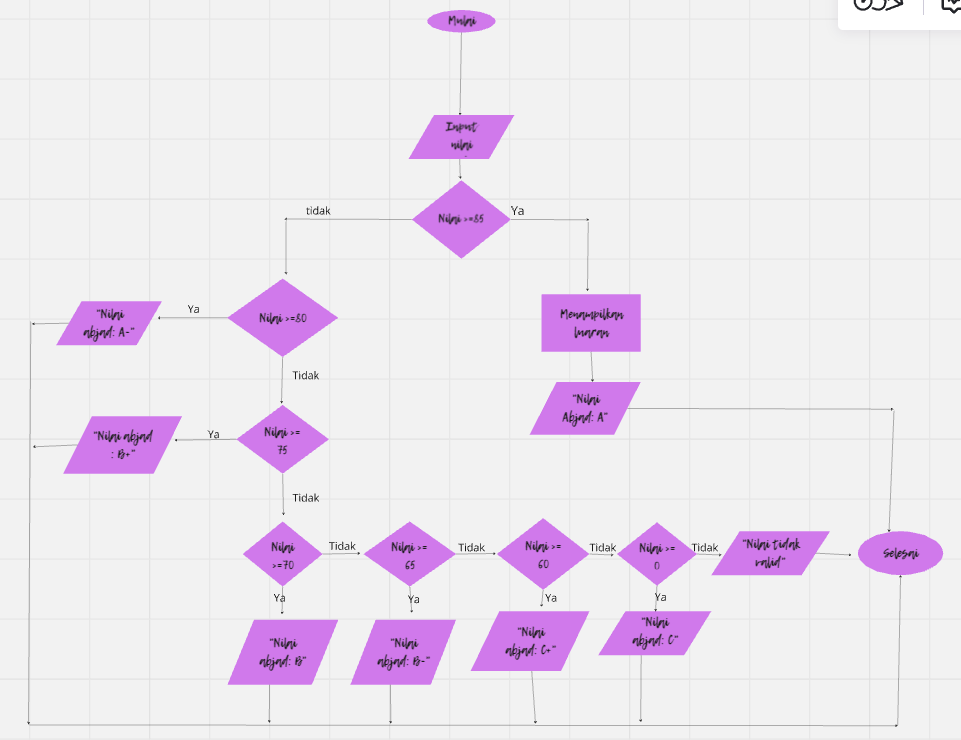 Mulai
Input
nilai
Nilai >=85
tidak
Ya
Nilai >=80
Ya
"Nilai
abjad: A-"
Menampilkan
luaran
Tidak
"Nilai
Abjad: A"
Nilai >=
75
Ya
"Nilai abjad
: B+"
Tidak
Nilai
>=70
Tidak
Nilai >=
65
Tidak
Nilai >=
60
Tidak
Nilai >=
0
Tidak
"Nilai tidak
valid"
Selesai
Ya
Ya
Ya
Ya
"Nilai
abjad: B"
"Nilai
abjad: B-"
"Nilai
abjad: C+"
"Nilai
abjad: C"